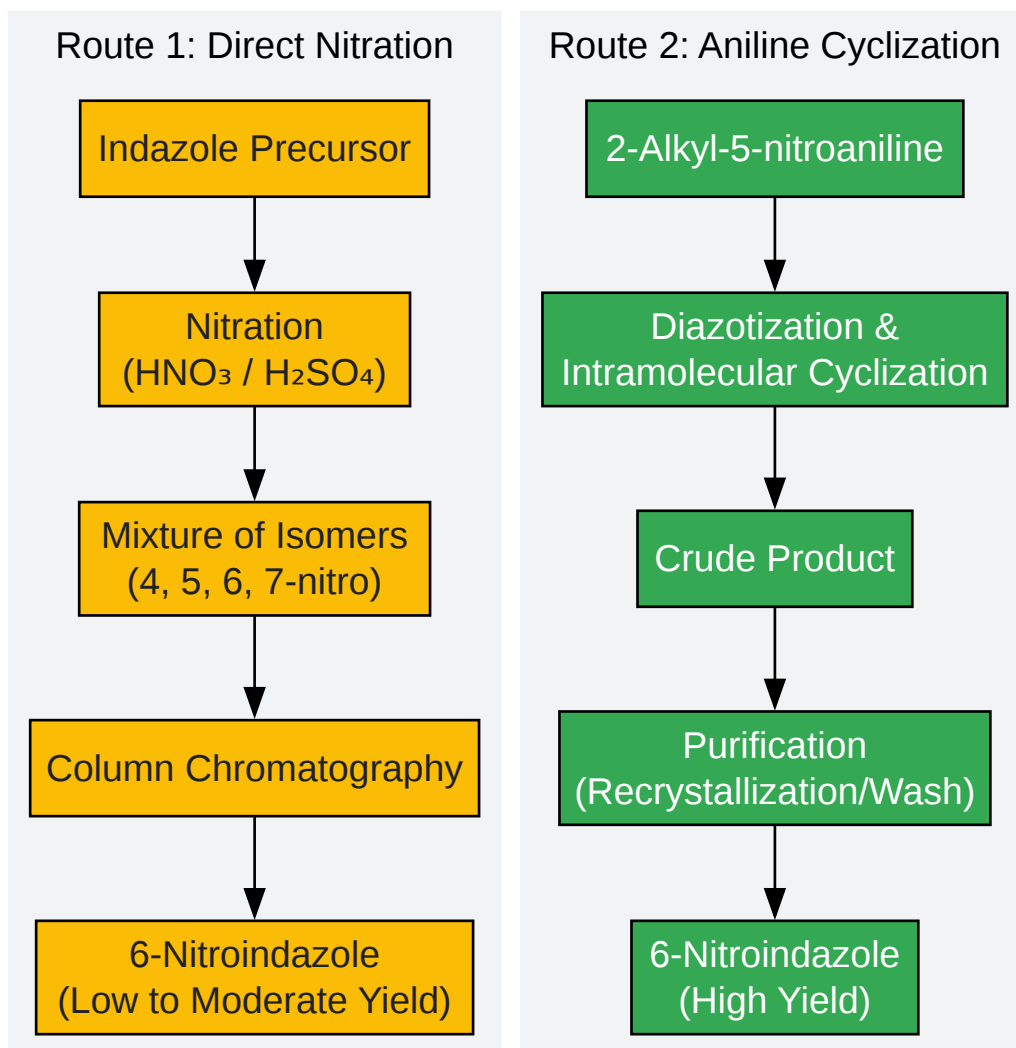 Route 1: Direct Nitration
Indazole Precursor
Nitration
(HNO₃ / H₂SO₄)
Mixture of Isomers
(4, 5, 6, 7-nitro)
Column Chromatography
6-Nitroindazole
(Low to Moderate Yield)
Route 2: Aniline Cyclization
2-Alkyl-5-nitroaniline
Diazotization &
Intramolecular Cyclization
Crude Product
Purification
(Recrystallization/Wash)
6-Nitroindazole
(High Yield)